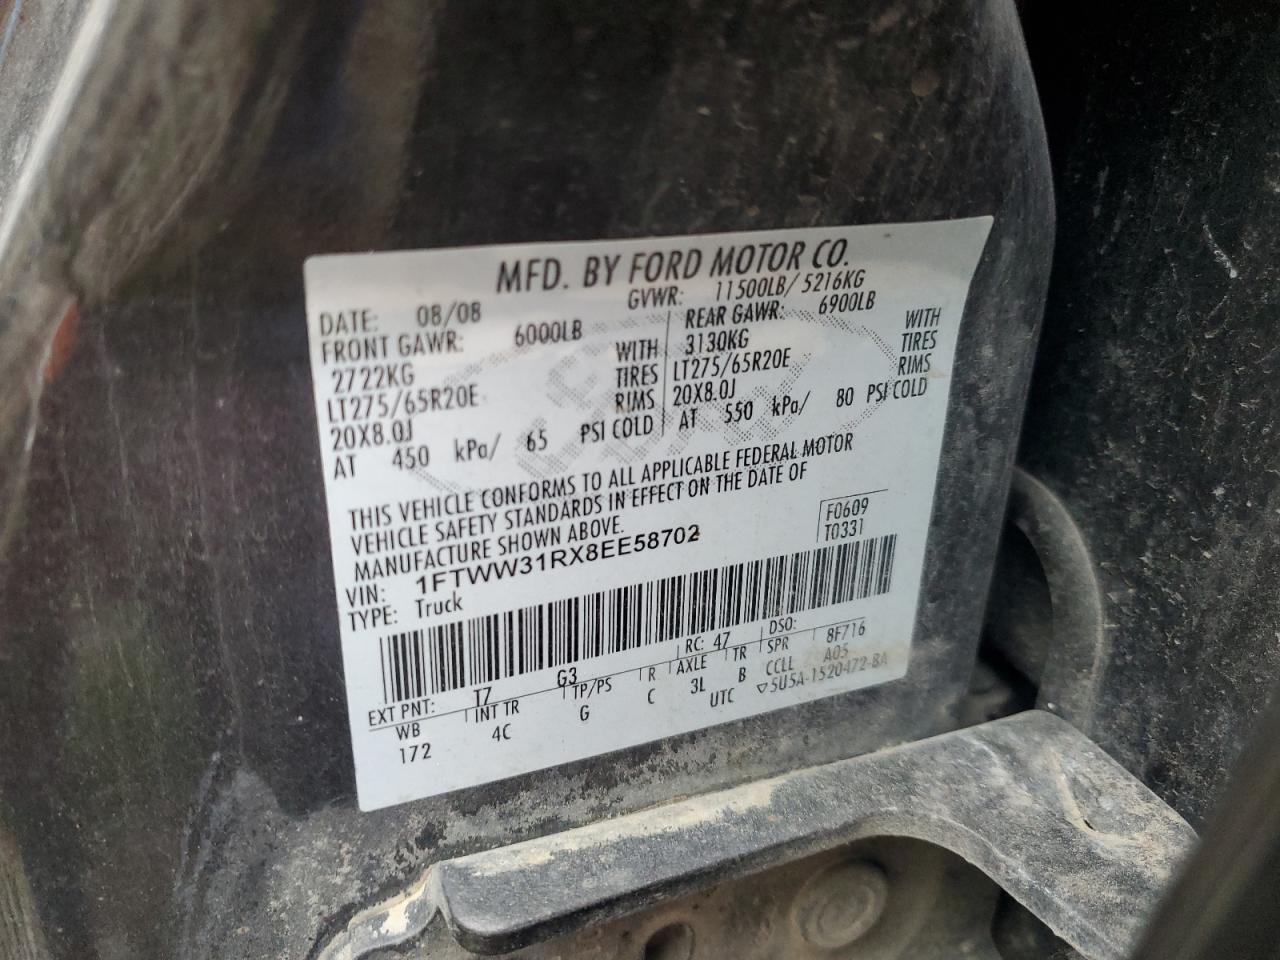 MFD. BY FORD MOTOR CO.
DATE: 08/08 GVWR: 11500LB/ 5216KG
FRONT GAWR: 6000LB REAR GAWR: 6900LB
2722KG WITH 3130KG WITH
LT275/65R20E TIRES LT275/65R20E TIRES
20X8.0J RIMS 20X8.0J RIMS
AT 450 kPa/ 65 PSI COLD AT 550 kPa/ 80 PSI COLD
THIS VEHICLE CONFORMS TO ALL APPLICABLE FEDERAL MOTOR
VEHICLE SAFETY STANDARDS IN EFFECT ON THE DATE OF
MANUFACTURE SHOWN ABOVE.
VIN: 1FTWW31RX8EE58702 F0609
TYPE: Truck T0331
EXT PNT: T7 G3 RC: 47 DSO: 8F716
WB INT TR TP/PS R AXLE TR SPR A05
172 4C G C 3L B CCLL
UTC ▽5U5A-1520472-BA